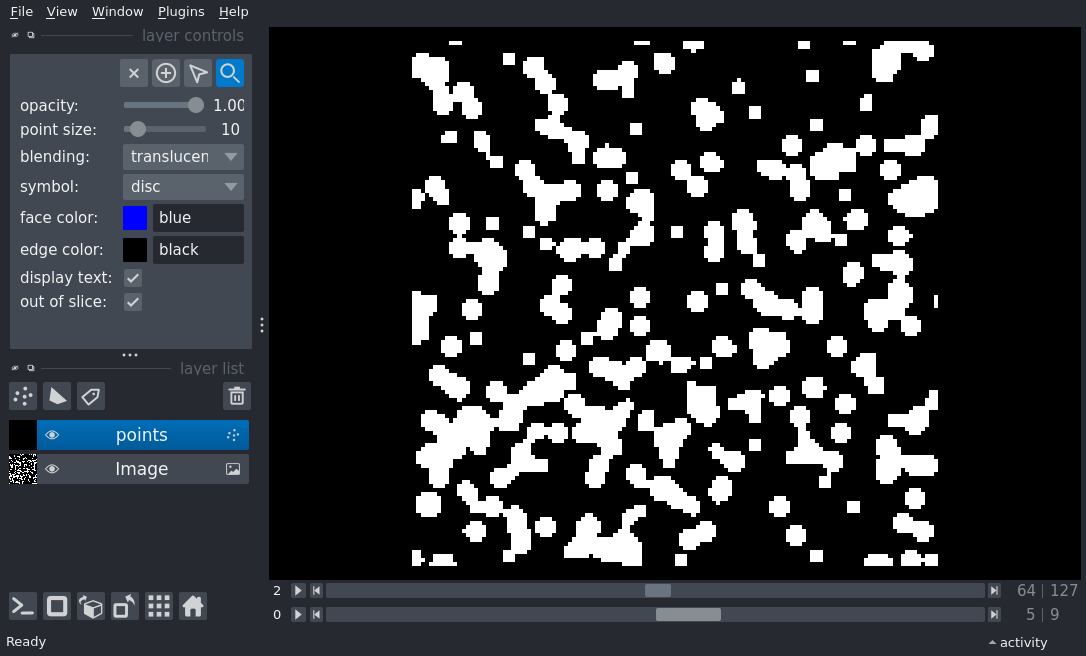 File View Window Plugins Help
layer controls
opacity: 1.00
point size: 10
blending: translucen
symbol: disc
face color: blue
edge color: black
display text:
out of slice:
layer list
points
Image
2 64 | 127
0 5 | 9
Ready activity